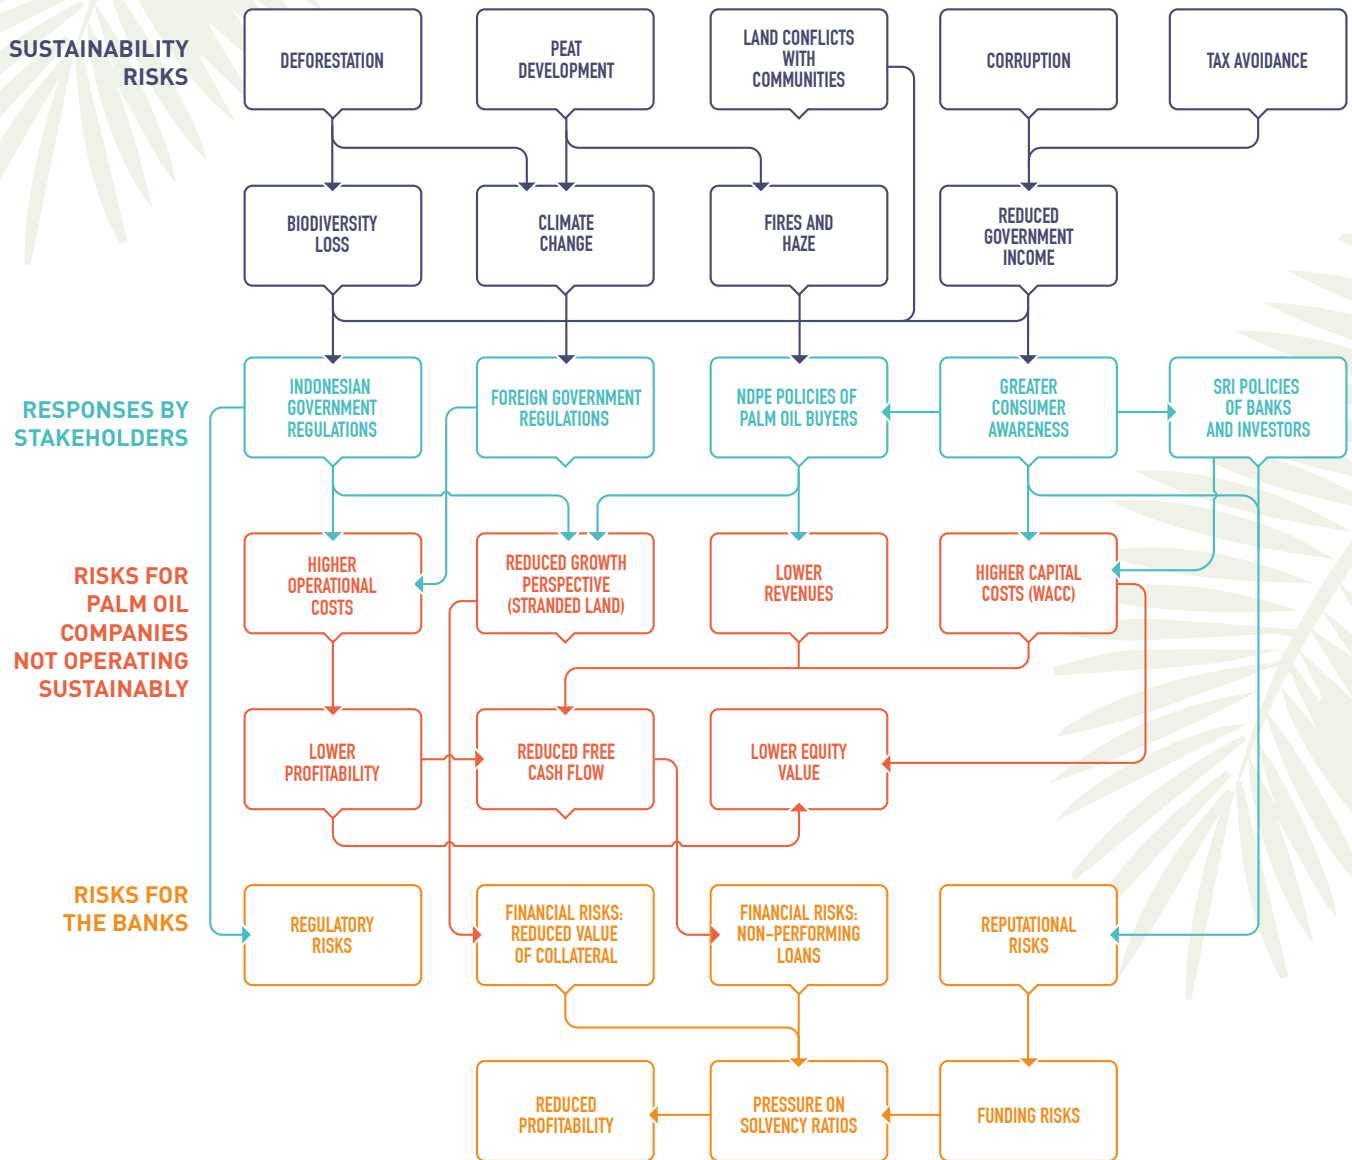 SUSTAINABILITY
RISKS
DEFORESTATION
PEAT
DEVELOPMENT
LAND CONFLICTS
WITH
COMMUNITIES
CORRUPTION
TAX AVOIDANCE
BIODIVERSITY
LOSS
CLIMATE
CHANGE
FIRES AND
HAZE
REDUCED
GOVERNMENT
INCOME
RESPONSES BY
STAKEHOLDERS
INDONESIAN
GOVERNMENT
REGULATIONS
FOREIGN GOVERNMENT
REGULATIONS
NDPE POLICIES OF
PALM OIL BUYERS
GREATER
CONSUMER
AWARENESS
SRI POLICIES
OF BANKS
AND INVESTORS
RISKS FOR
PALM OIL
COMPANIES
NOT OPERATING
SUSTAINABLY
HIGHER
OPERATIONAL
COSTS
REDUCED GROWTH
PERSPECTIVE
(STRANDED LAND)
LOWER
REVENUES
HIGHER CAPITAL
COSTS (WACC)
LOWER
PROFITABILITY
REDUCED FREE
CASH FLOW
LOWER EQUITY
VALUE
RISKS FOR
THE BANKS
REGULATORY
RISKS
FINANCIAL RISKS:
REDUCED VALUE
OF COLLATERAL
FINANCIAL RISKS:
NON-PERFORMING
LOANS
REPUTATIONAL
RISKS
REDUCED
PROFITABILITY
PRESSURE ON
SOLVENCY RATIOS
FUNDING RISKS